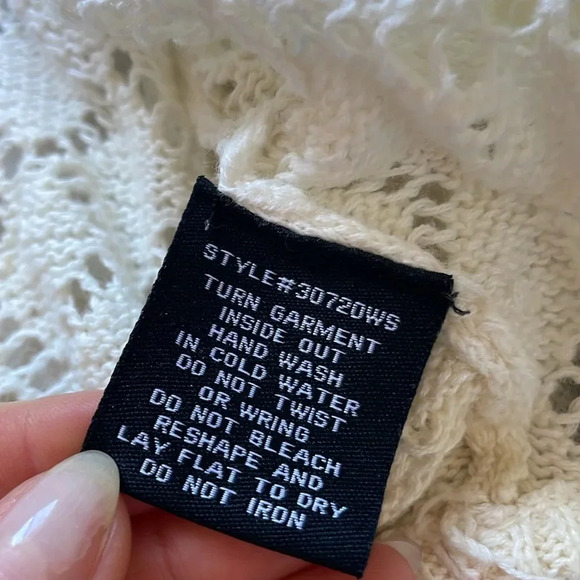 STYLE#30720WS
TURN GARMENT
INSIDE OUT
HAND WASH
IN COLD WATER
DO NOT TWIST
OR WRING
DO NOT BLEACH
RESHAPE AND
LAY FLAT TO DRY
DO NOT IRON